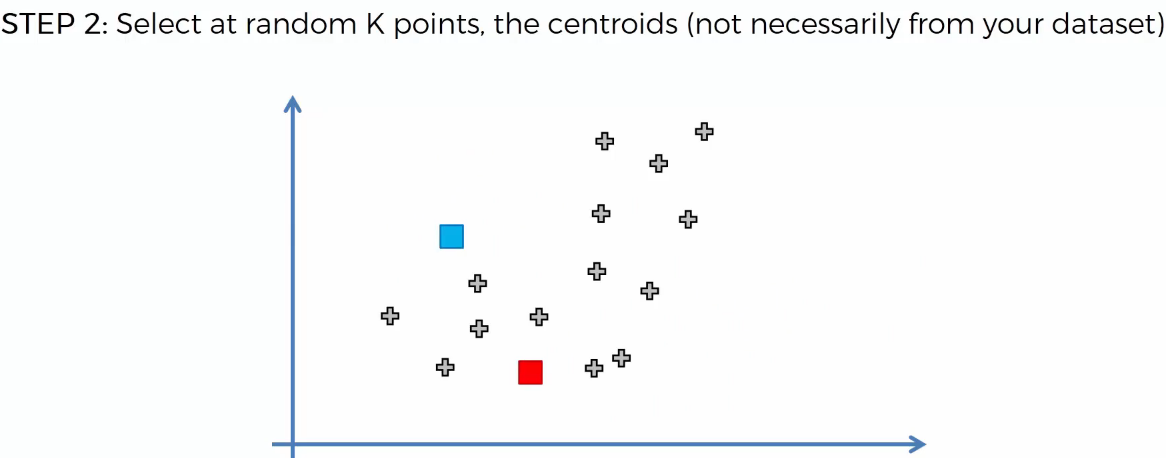 STEP 2: Select at random K points, the centroids (not necessarily from your dataset)